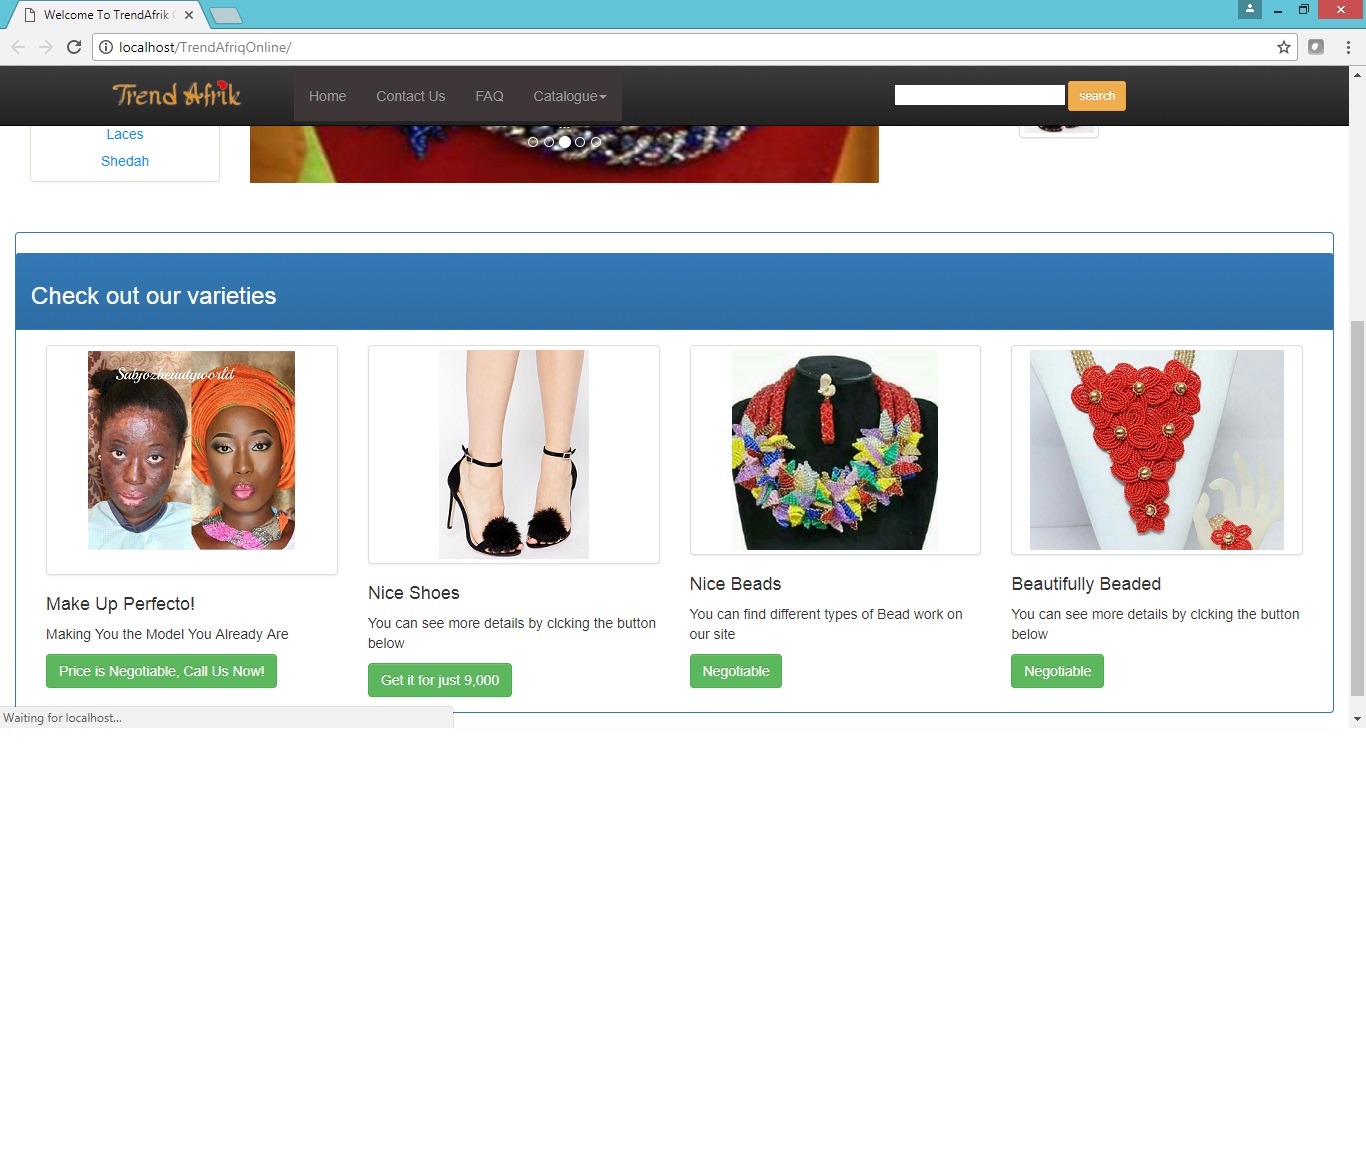 Welcome To TrendAfrik
localhost/TrendAfriqOnline/
Trend Afrik
Home
Contact Us
FAQ
Catalogue
search
Laces
Shedah
...
Check out our varieties
Sabjozbeautyworld
Make Up Perfecto!
Making You the Model You Already Are
Price is Negotiable, Call Us Now!
Nice Shoes
You can see more details by clcking the button
below
Get it for just 9,000
Nice Beads
You can find different types of Bead work on
our site
Negotiable
Beautifully Beaded
You can see more details by clcking the button
below
Negotiable
Waiting for localhost...